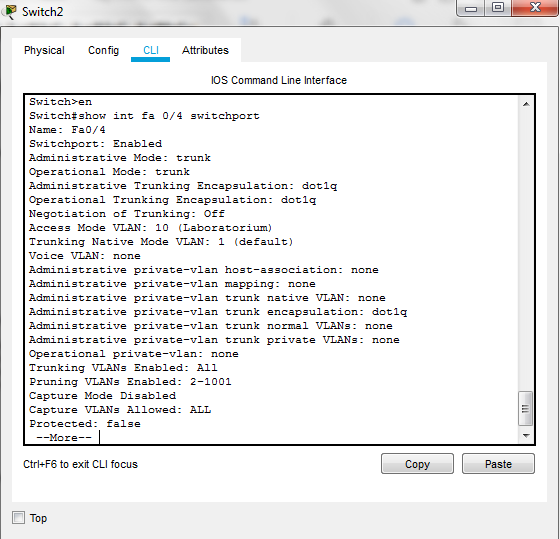 Switch2
Physical Config CLI Attributes
IOS Command Line Interface
Switch>en
Switch#show int fa 0/4 switchport
Name: Fa0/4
Switchport: Enabled
Administrative Mode: trunk
Operational Mode: trunk
Administrative Trunking Encapsulation: dot1q
Operational Trunking Encapsulation: dot1q
Negotiation of Trunking: Off
Access Mode VLAN: 10 (Laboratorium)
Trunking Native Mode VLAN: 1 (default)
Voice VLAN: none
Administrative private-vlan host-association: none
Administrative private-vlan mapping: none
Administrative private-vlan trunk native VLAN: none
Administrative private-vlan trunk encapsulation: dot1q
Administrative private-vlan trunk normal VLANs: none
Administrative private-vlan trunk private VLANs: none
Operational private-vlan: none
Trunking VLANs Enabled: All
Pruning VLANs Enabled: 2-1001
Capture Mode Disabled
Capture VLANs Allowed: ALL
Protected: false
--More--
Ctrl+F6 to exit CLI focus
Copy Paste
Top